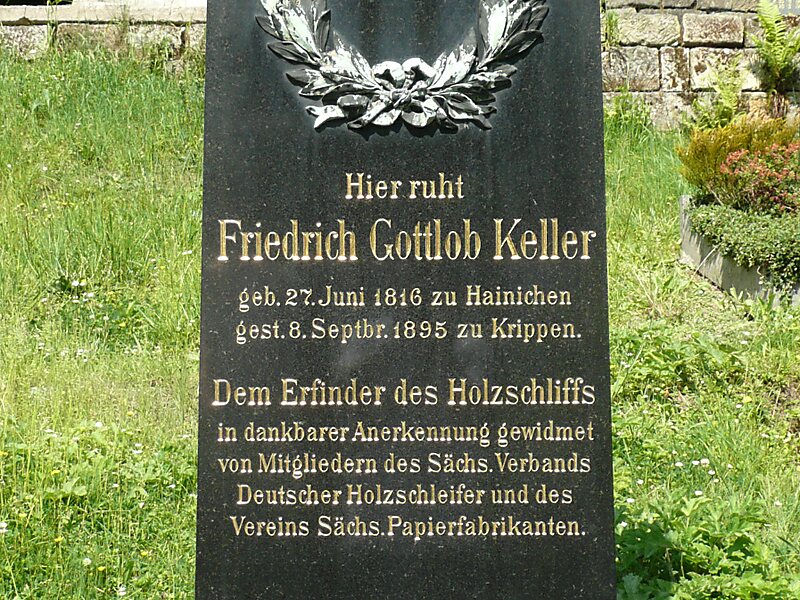 Hier ruht
Friedrich Gottlob Keller
geb. 27. Juni 1816 zu Hainichen
gest. 8. Septbr. 1895 zu Krippen.
Dem Erfinder des Holzschliffs
in dankbarer Anerkennung gewidmet
von Mitgliedern des Sächs. Verbands
Deutscher Holzschleifer und des
Vereins Sächs. Papierfabrikanten.